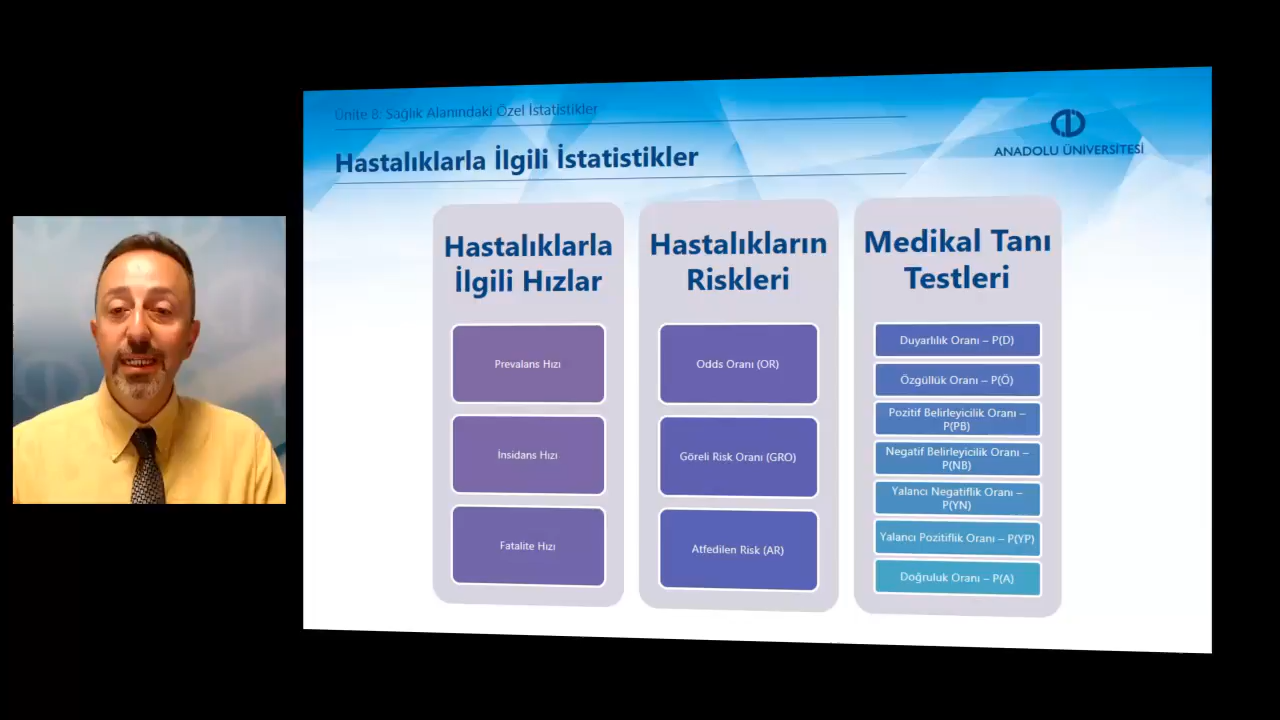 Ünite 8: Sağlık Alanındaki Özel İstatistikler
Hastalıklarla İlgili İstatistikler
ANADOLU ÜNİVERSİTESİ
Hastalıklarla
İlgili Hızlar
Prevalans Hızı
İnsidans Hızı
Fatalite Hızı
Hastalıkların
Riskleri
Odds Oranı (OR)
Göreli Risk Oranı (GRO)
Atfedilen Risk (AR)
Medikal Tanı
Testleri
Duyarlılık Oranı – P(D)
Özgüllük Oranı – P(Ö)
Pozitif Belirleyicilik Oranı –
P(PB)
Negatif Belirleyicilik Oranı –
P(NB)
Yalancı Negatiflik Oranı –
P(YN)
Yalancı Pozitiflik Oranı – P(YP)
Doğruluk Oranı – P(A)